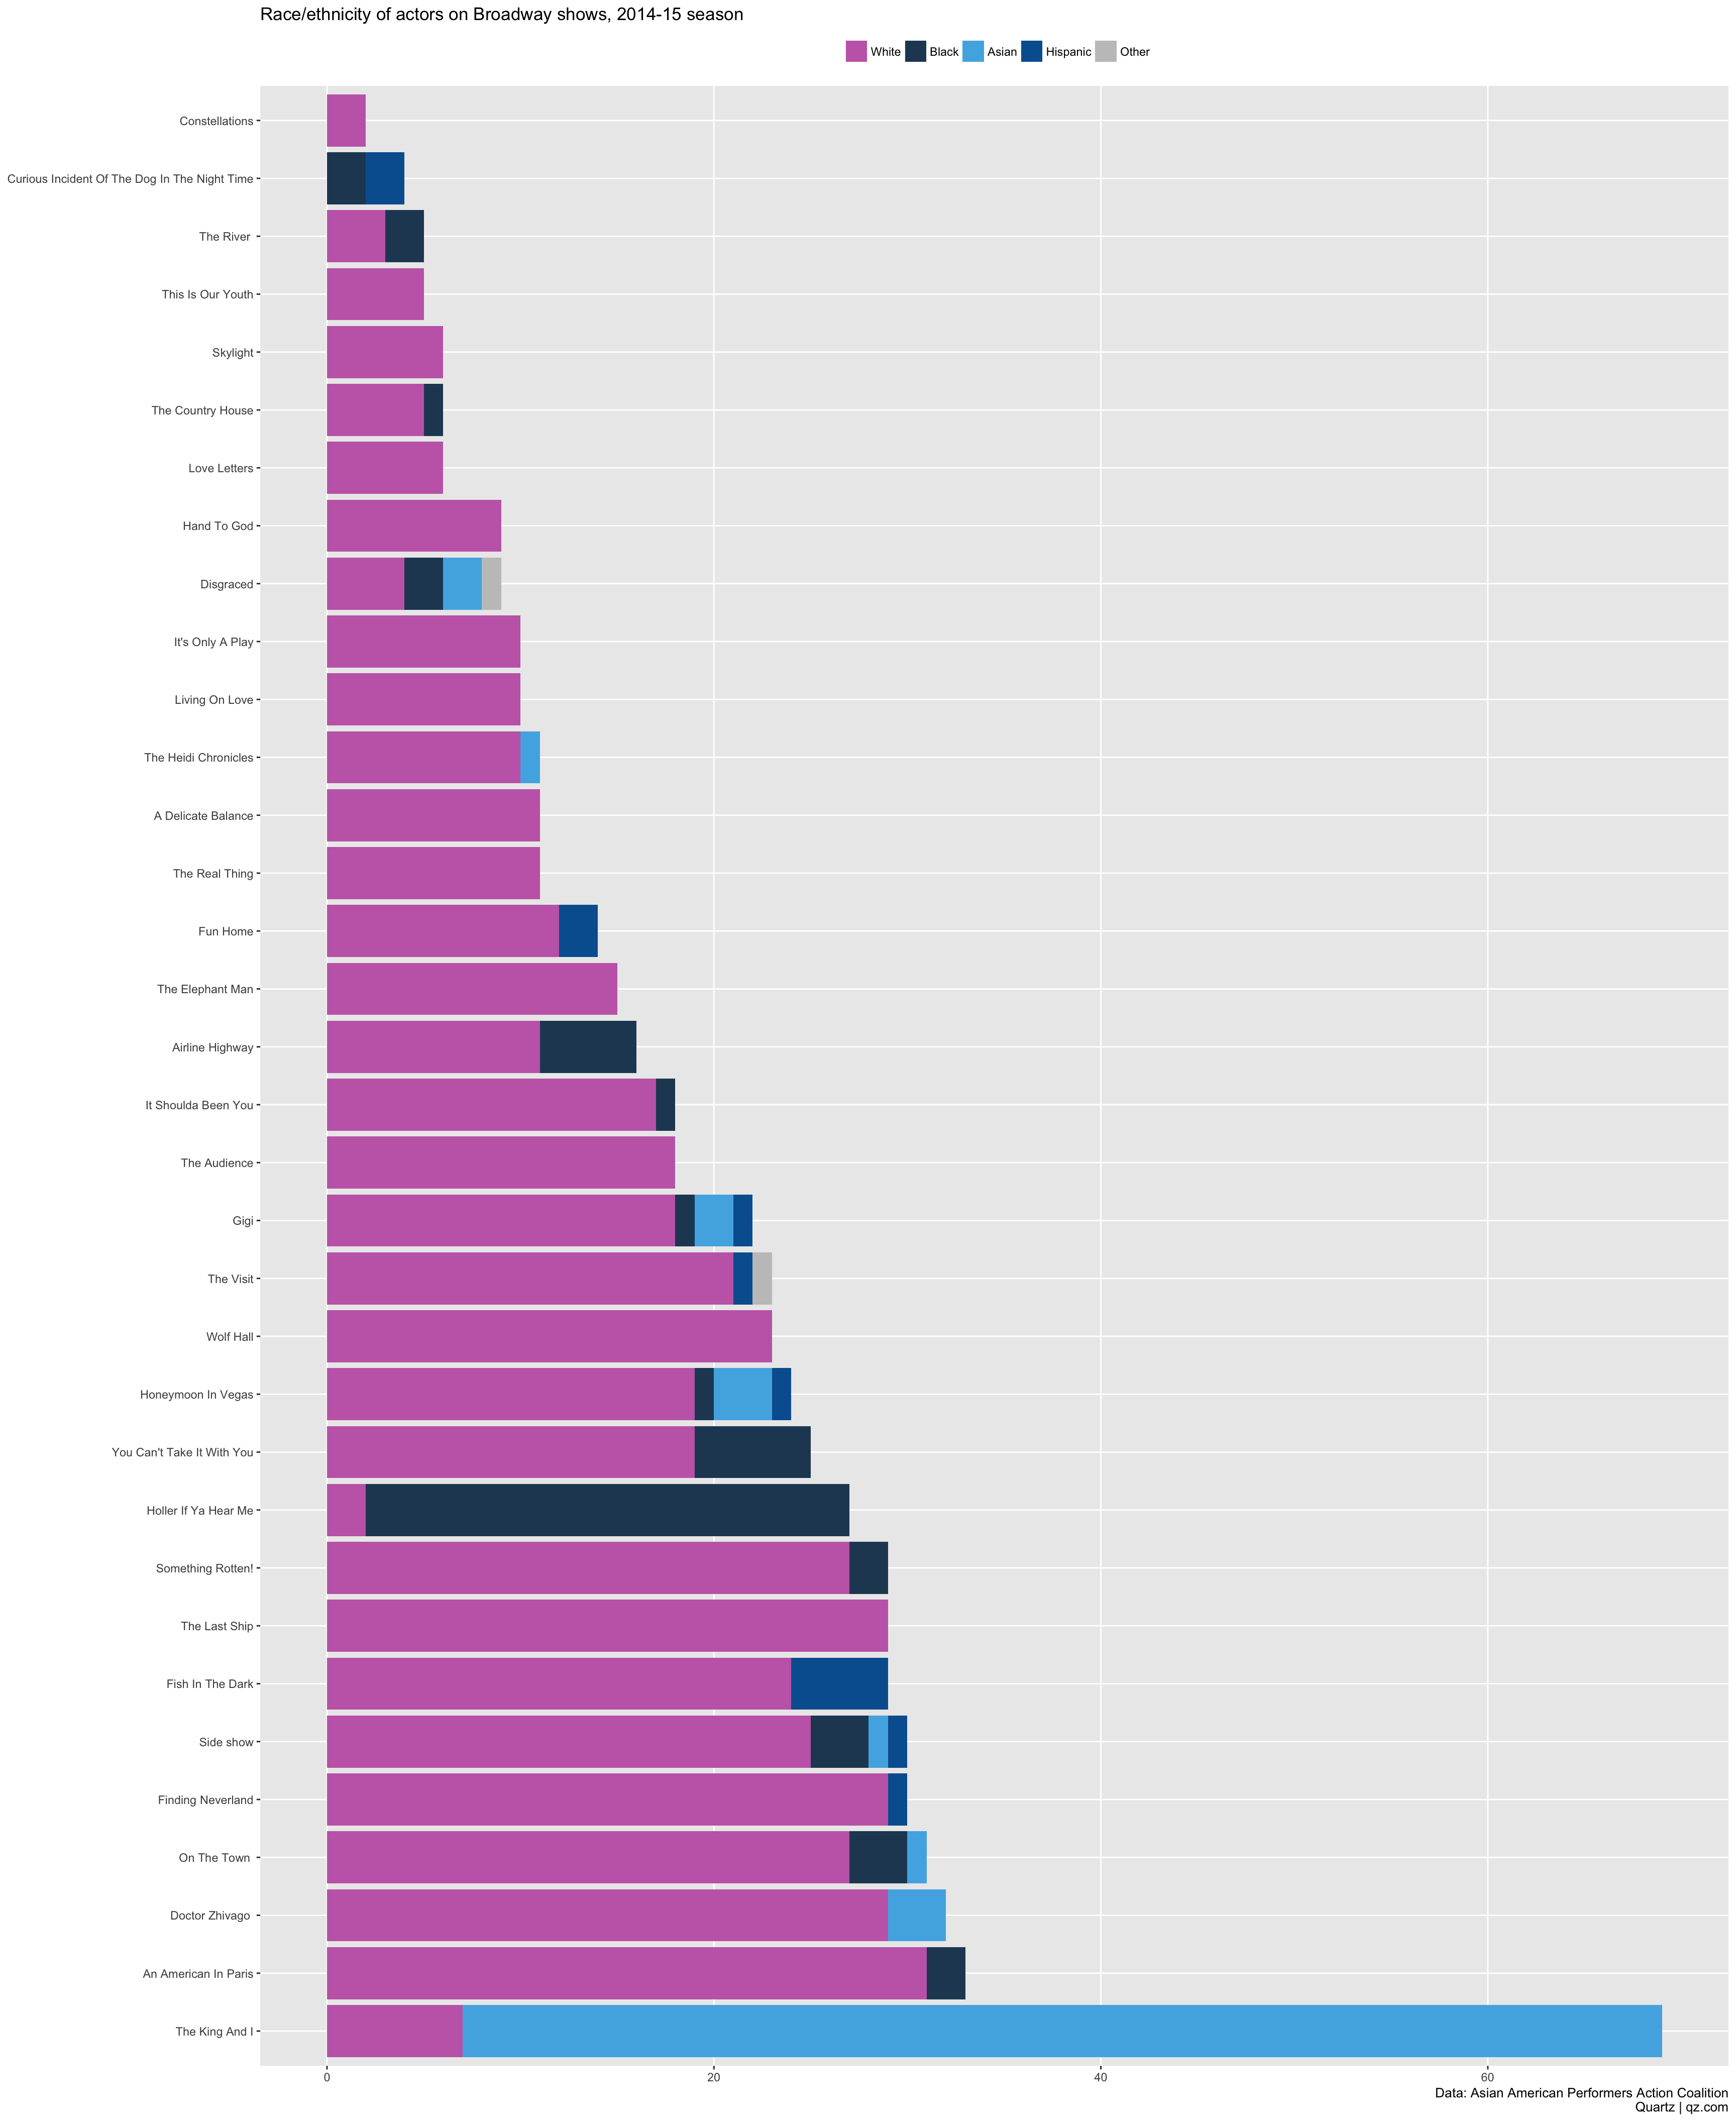 Race/ethnicity of actors on Broadway shows, 2014-15 season
White Black Asian Hispanic Other
Constellations
Curious Incident Of The Dog In The Night Time
The River
This Is Our Youth
Skylight
The Country House
Love Letters
Hand To God
Disgraced
It's Only A Play
Living On Love
The Heidi Chronicles
A Delicate Balance
The Real Thing
Fun Home
The Elephant Man
Airline Highway
It Shoulda Been You
The Audience
Gigi
The Visit
Wolf Hall
Honeymoon In Vegas
You Can't Take It With You
Holler If Ya Hear Me
Something Rotten!
The Last Ship
Fish In The Dark
Side show
Finding Neverland
On The Town
Doctor Zhivago
An American In Paris
The King And I
0 20 40 60
Data: Asian American Performers Action Coalition
Quartz | qz.com